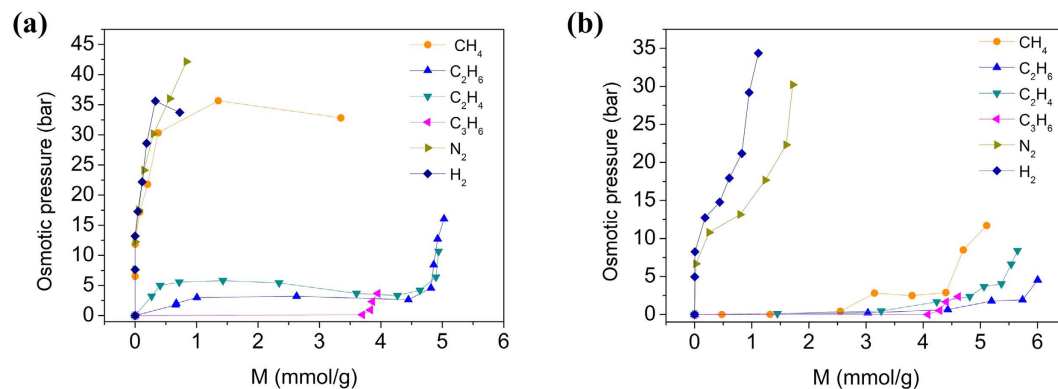 (a)
45
40
35
30
25
20
15
10
5
0
Osmotic pressure (bar)
0 1 2 3 4 5 6
M (mmol/g)
CH₄
C₂H₆
C₂H₄
C₃H₆
N₂
H₂
(b)
35
30
25
20
15
10
5
0
Osmotic pressure (bar)
0 1 2 3 4 5 6
M (mmol/g)
CH₄
C₂H₆
C₂H₄
C₃H₆
N₂
H₂